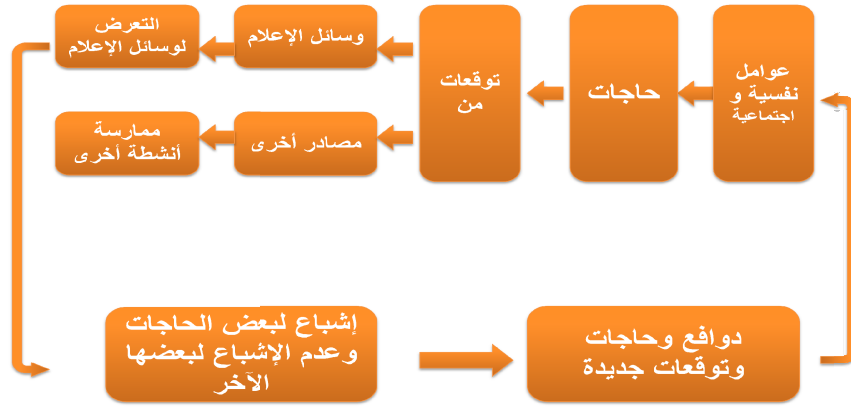 عوامل
نفسية و
اجتماعية
حاجات
توقعات
من
وسائل الإعلام
التعرض
لوسائل الإعلام
مصادر أخرى
ممارسة
أنشطة أخرى
إشباع لبعض الحاجات
وعدم الإشباع لبعضها
الآخر
دوافع وحاجات
وتوقعات جديدة